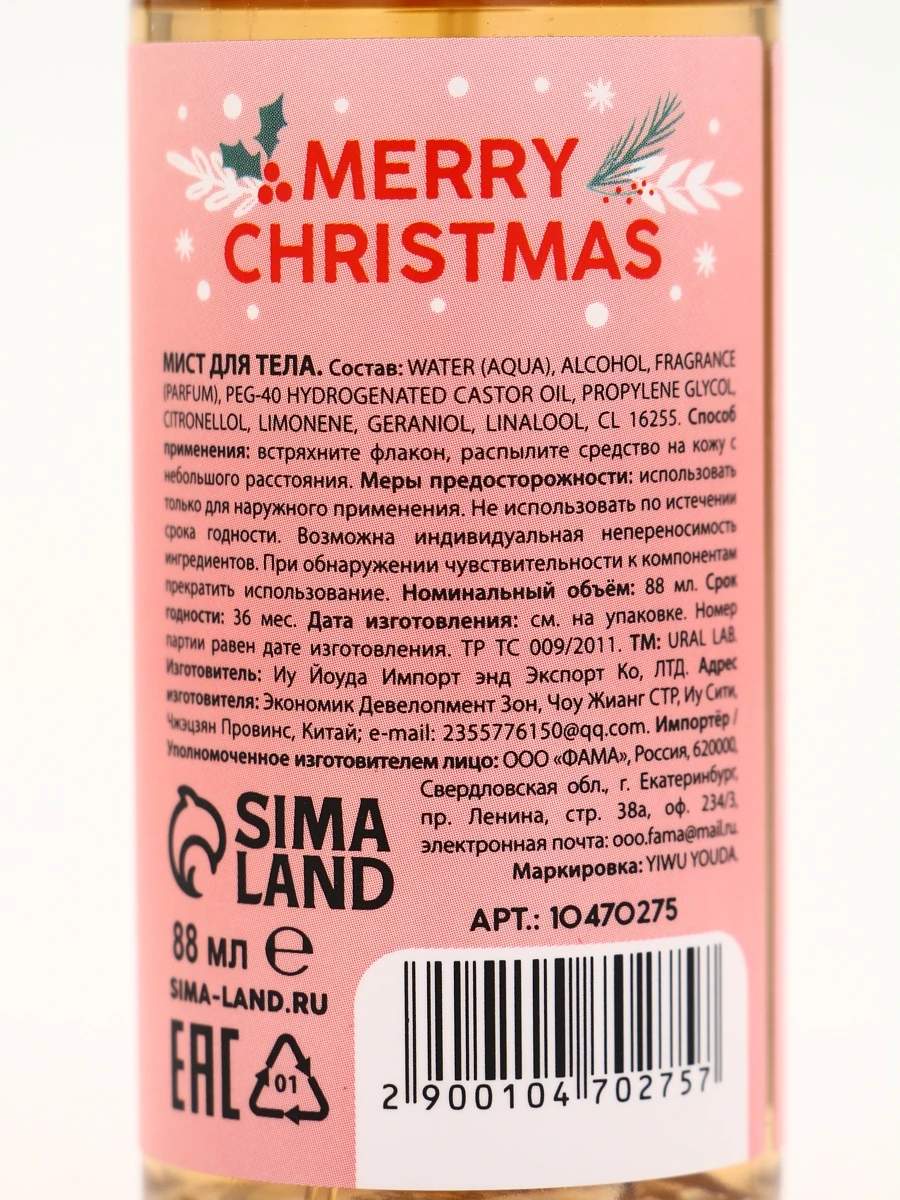 MERRY
CHRISTMAS
МИСТ ДЛЯ ТЕЛА. Состав: WATER (AQUA), ALCOHOL, FRAGRANCE
(PARFUM), PEG-40 HYDROGENATED CASTOR OIL, PROPYLENE GLYCOL,
CITRONELLOL, LIMONENE, GERANIOL, LINALOOL, CL 16255. Способ
применения: встряхните флакон, распылите средство на кожу с
небольшого расстояния. Меры предосторожности: использовать
только для наружного применения. Не использовать по истечении
срока годности. Возможна индивидуальная непереносимость
ингредиентов. При обнаружении чувствительности к компонентам
прекратить использование. Номинальный объём: 88 мл. Срок
годности: 36 мес. Дата изготовления: см. на упаковке. Номер
партии равен дате изготовления. ТР ТС 009/2011. ТМ: URAL LAB.
Изготовитель: Иу Йоуда Импорт энд Экспорт Ко, ЛТД. Адрес
изготовителя: Экономик Девелопмент Зон, Чоу Жианг СТР, Иу Сити,
Чжэцзян Провинс, Китай; e-mail: 2355776150@qq.com. Импортёр /
Уполномоченное изготовителем лицо: ООО «ФАМА», Россия, 620000,
Свердловская обл., г. Екатеринбург,
пр. Ленина, стр. 38а, оф. 234/3,
электронная почта: ooo.fama@mail.ru.
Маркировка: YIWU YOUDA.
SIMA
LAND
АРТ.: 10470275
88 мл e
SIMA-LAND.RU
EAC
01
2 900104 702757